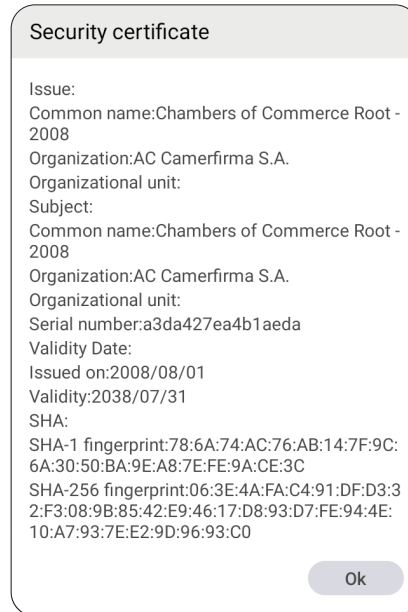 Security certificate
Issue:
Common name:Chambers of Commerce Root -
2008
Organization:AC Camerfirma S.A.
Organizational unit:
Subject:
Common name:Chambers of Commerce Root -
2008
Organization:AC Camerfirma S.A.
Organizational unit:
Serial number:a3da427ea4b1aeda
Validity Date:
Issued on:2008/08/01
Validity:2038/07/31
SHA:
SHA-1 fingerprint:78:6A:74:AC:76:AB:14:7F:9C:
6A:30:50:BA:9E:A8:7E:FE:9A:CE:3C
SHA-256 fingerprint:06:3E:4A:FA:C4:91:DF:D3:3
2:F3:08:9B:85:42:E9:46:17:D8:93:D7:FE:94:4E:
10:A7:93:7E:E2:9D:96:93:C0
Ok